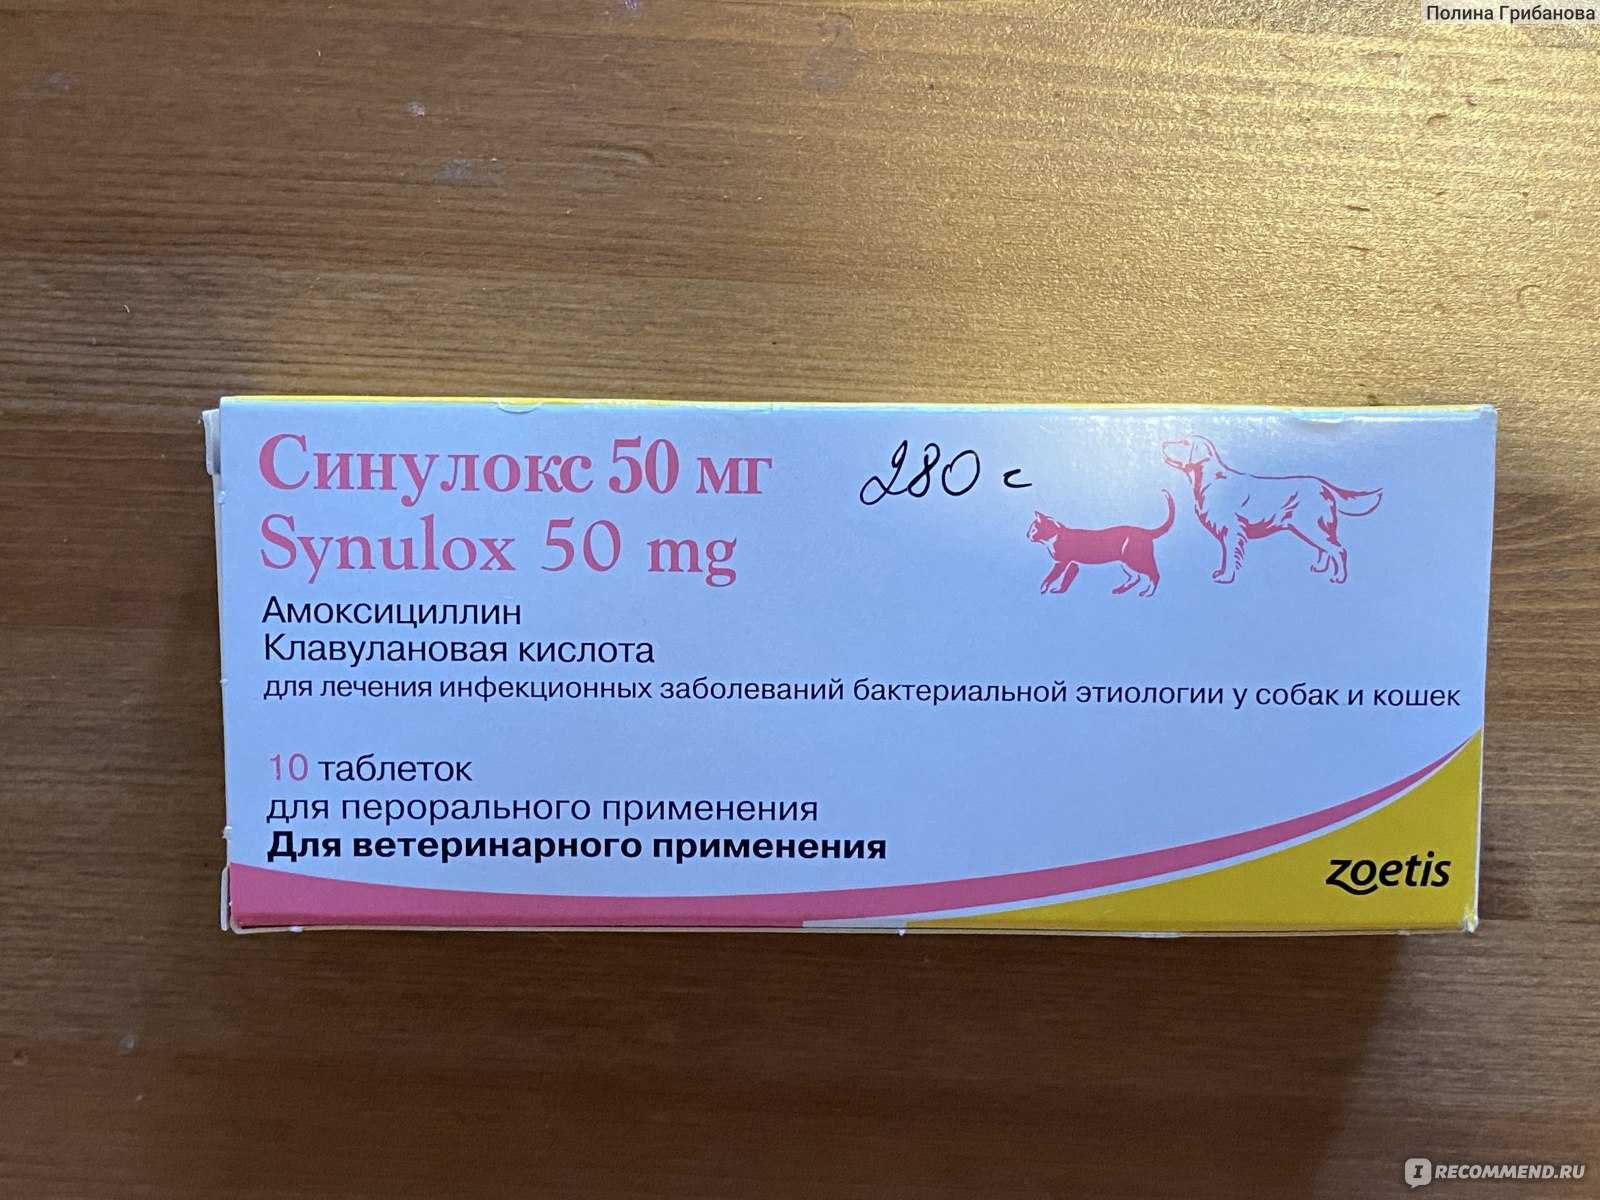 Полина Грибанова
Синулокс 50 мг
280 с
Synulox 50 mg
Амоксициллин
Клавулановая кислота
для лечения инфекционных заболеваний бактериальной этиологии у собак и кошек
10 таблеток
для перорального применения
Для ветеринарного применения
zoetis
IRECOMMEND.RU